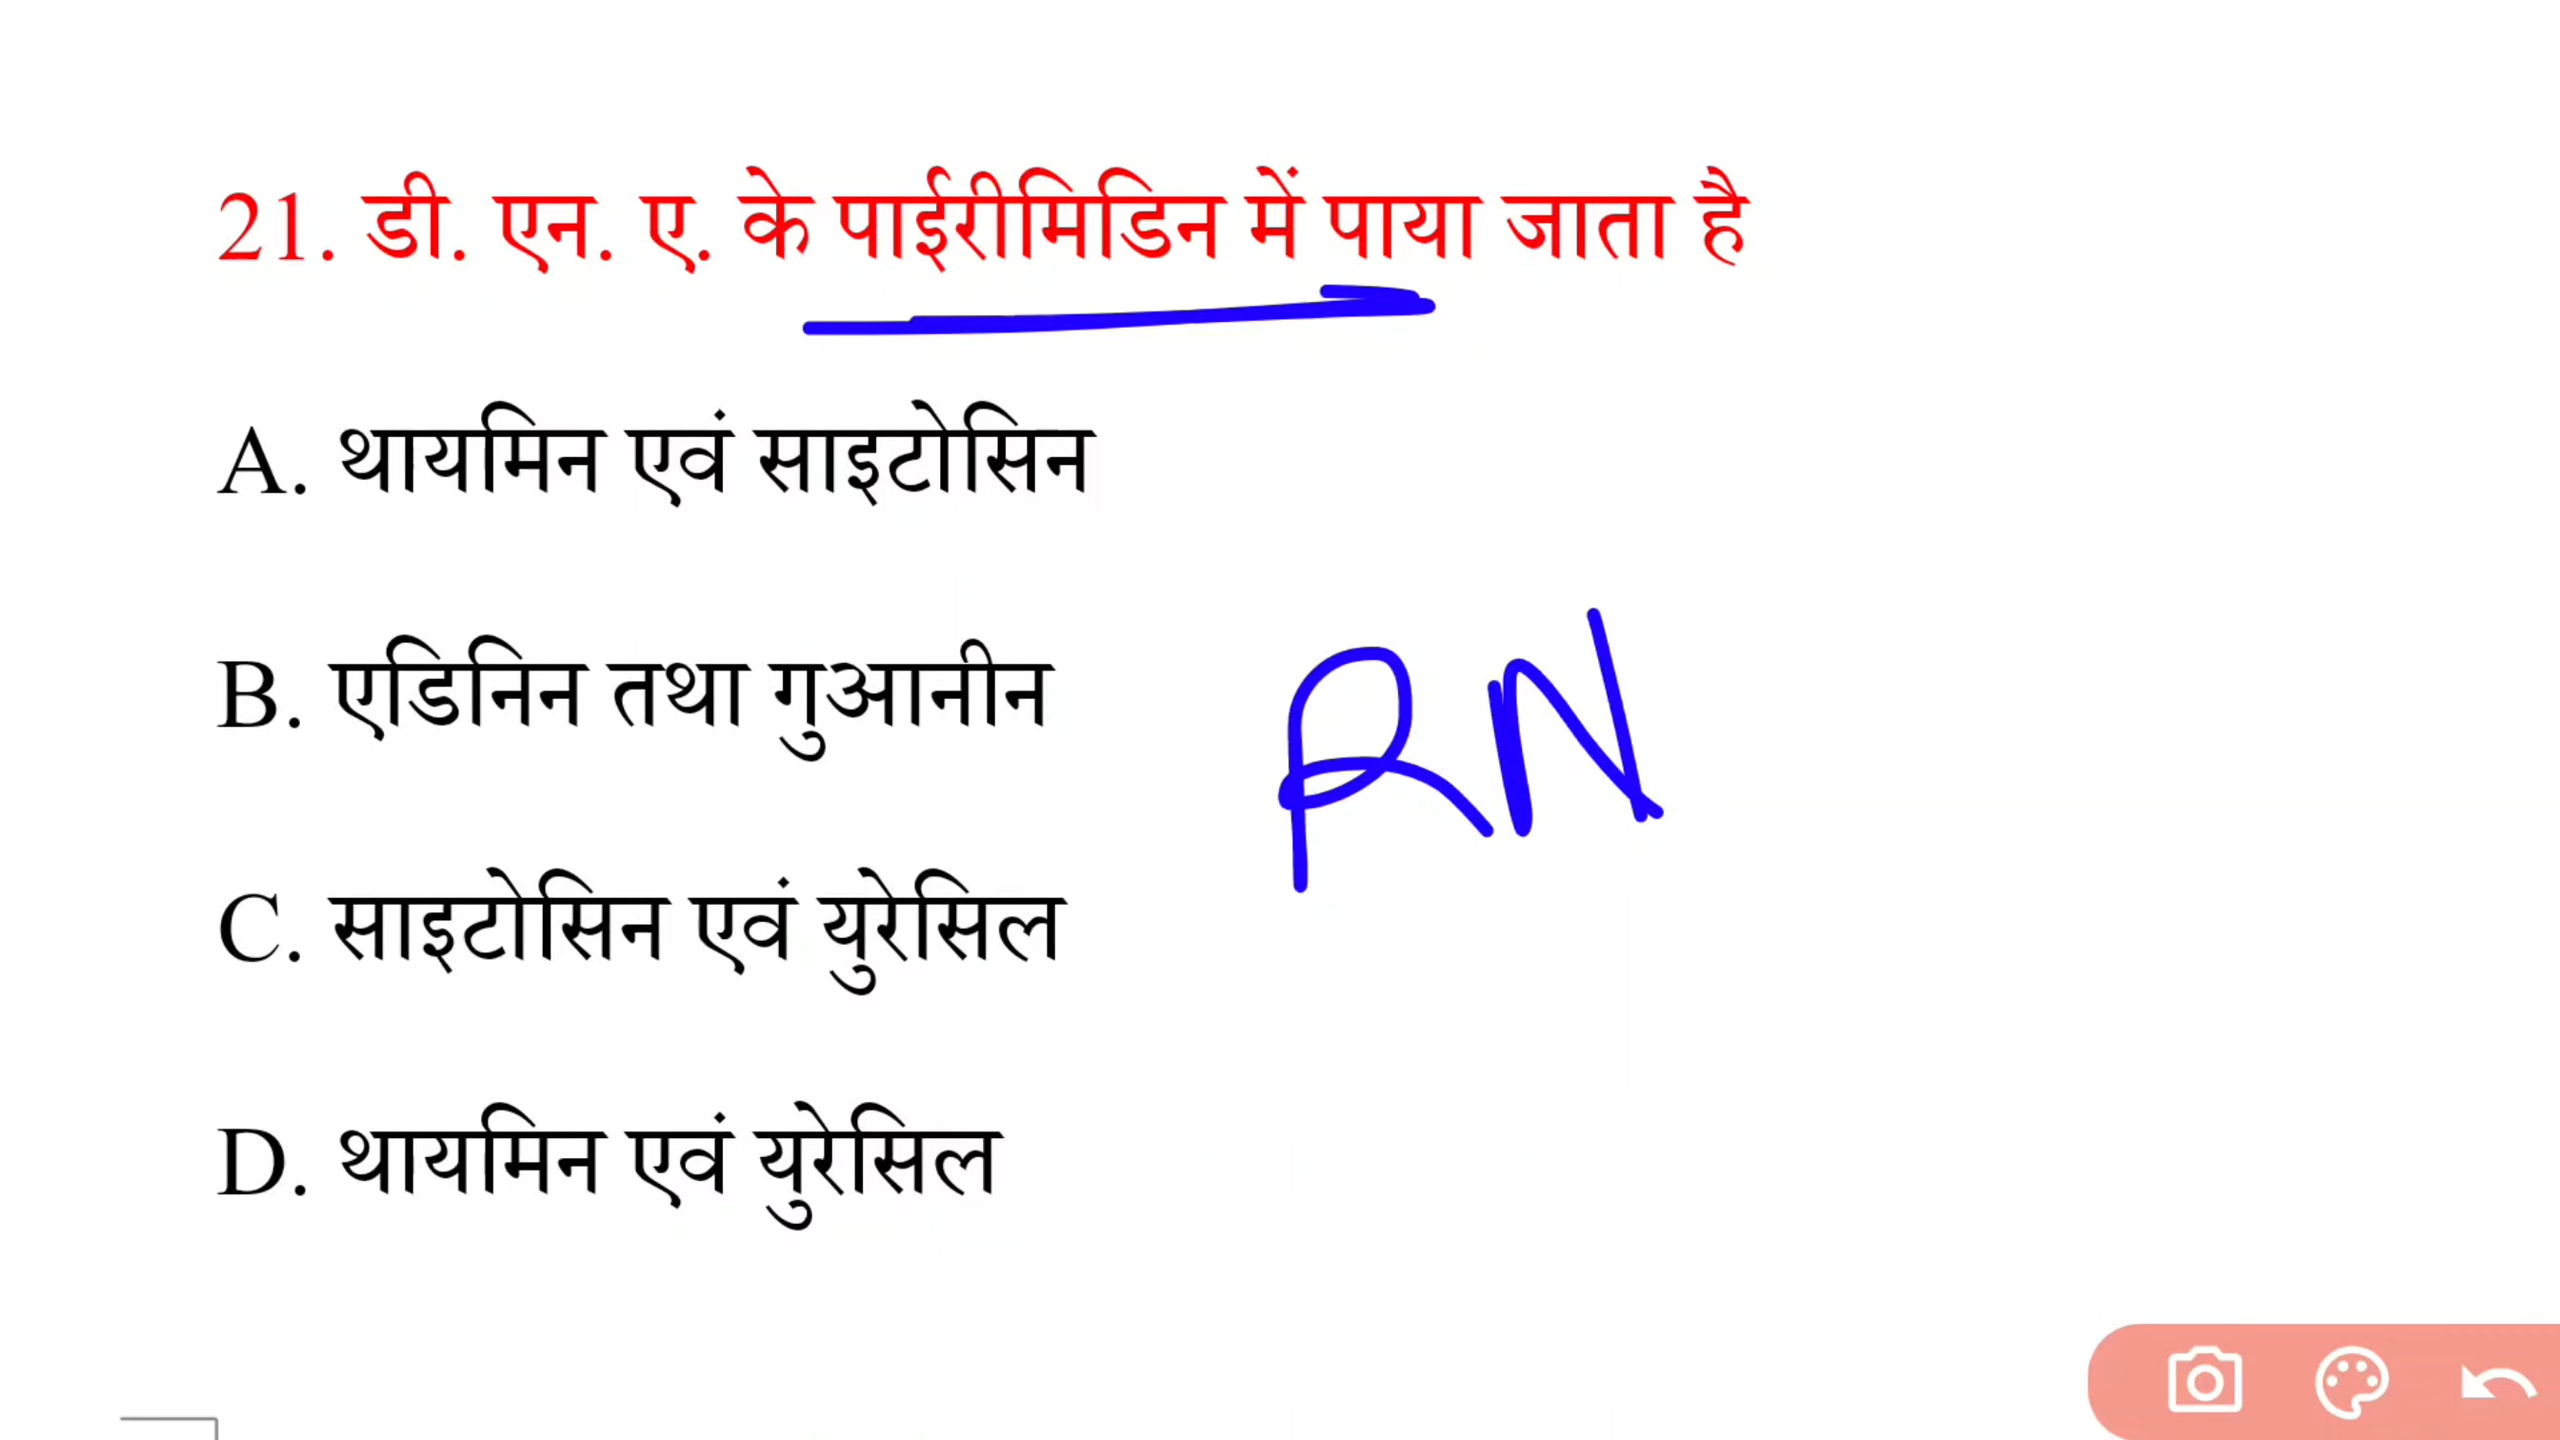 21. डी. एन. ए. के पाईरीमिडिन में पाया जाता है
A. थायमिन एवं साइटोसिन
B. एडिनिन तथा गुआनीन
RN
C. साइटोसिन एवं युरेसिल
D. थायमिन एवं युरेसिल